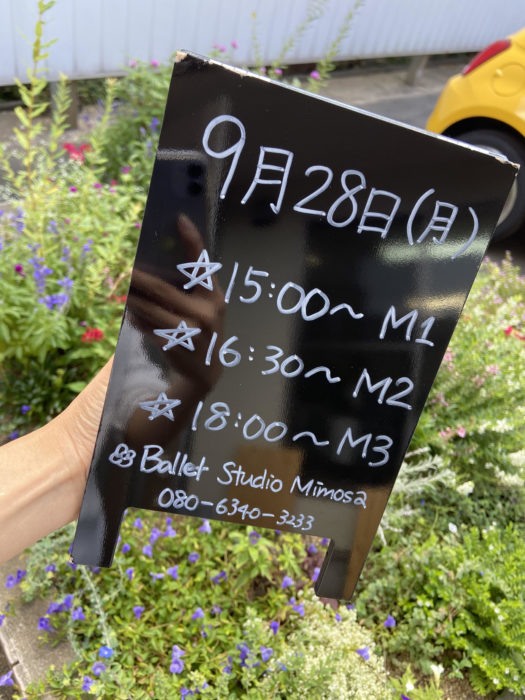 9月28日(月)
☆15:00～ M1
☆16:30～ M2
☆18:00～ M3
Ballet Studio Mimosa
080-6340-3233